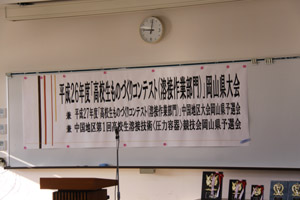 平成26年度「高校生ものづくりコンテスト(溶接作業部門)」岡山県大会
兼 平成27年度「高校生ものづくりコンテスト(溶接作業部門)」中国地区大会岡山県予選会
兼 中国地区第1回高校生溶接技術(圧力容器)競技会岡山県予選会